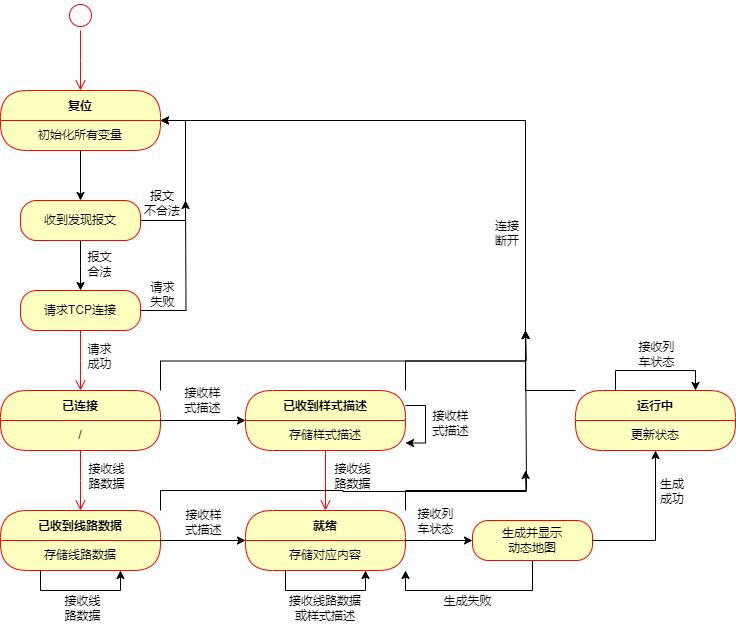 复位
初始化所有变量
报文
不合法
收到发现报文
连接
断开
报文
合法
请求
失败
请求TCP连接
请求
成功
接收列
车状态
接收样
式描述
已连接
/
已收到样式描述
存储样式描述
接收样
式描述
运行中
更新状态
接收线
路数据
接收线
路数据
生成
成功
接收样
式描述
接收列
车状态
已收到线路数据
存储线路数据
就绪
存储对应内容
生成并显示
动态地图
接收线
路数据
接收线路数据
或样式描述
生成失败